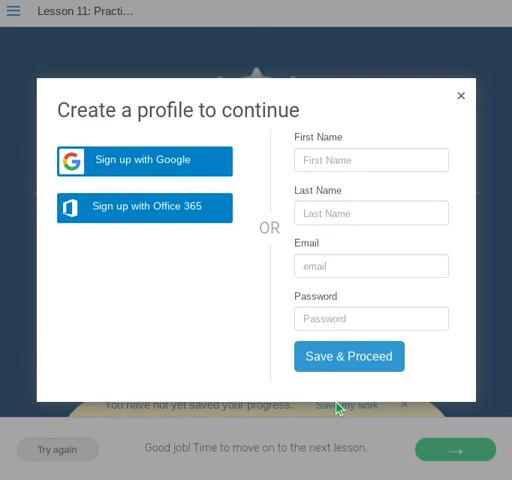 Lesson 11: Practi...
×
Create a profile to continue
Sign up with Google
Sign up with Office 365
OR
First Name
First Name
Last Name
Last Name
Email
email
Password
Password
Save & Proceed
You have not yet saved your progress. Save my work ×
Try again
Good job! Time to move on to the next lesson.
→